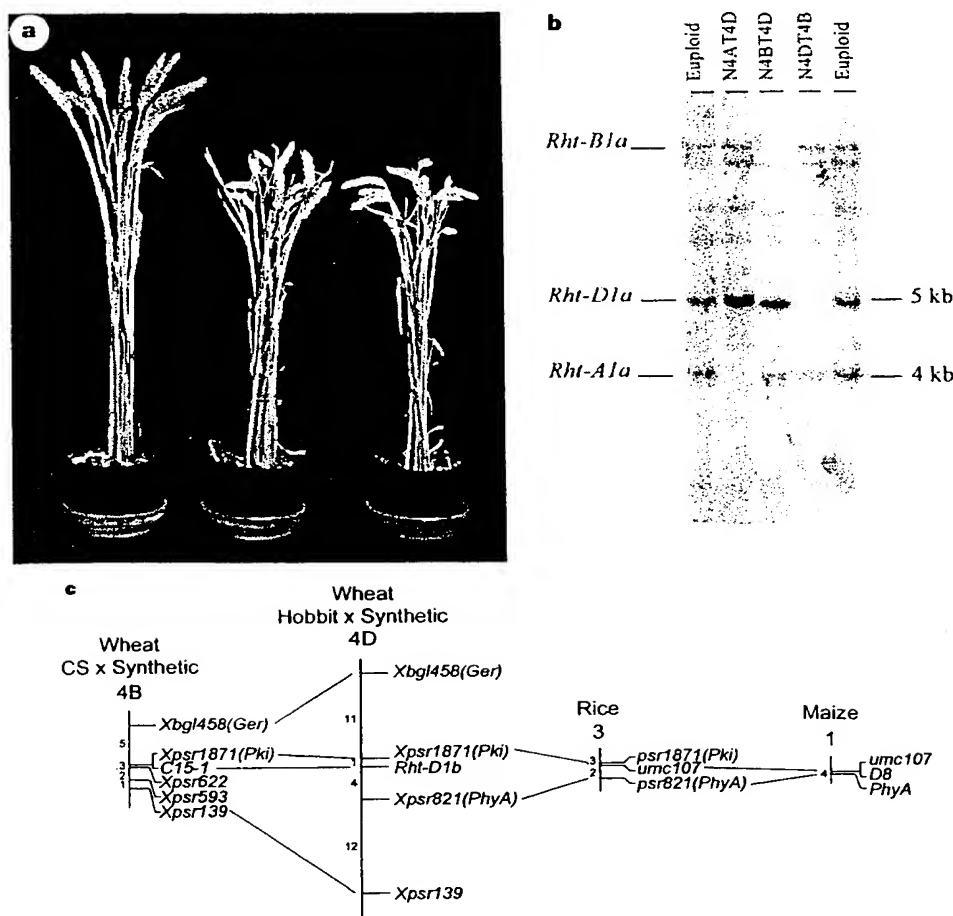 a
b
Euploid
N4AT4D
N4BT4D
N4DT4B
Euploid
Rht-B1a
Rht-D1a
5 kb
Rht-A1a
4 kb
c
Wheat
CS x Synthetic
4B
Xbgl458(Ger)
5
Xpsr1871(Pki)
3
C15-1
2
Xpsr622
1
Xpsr593
Xpsr139
Wheat
Hobbit x Synthetic
4D
Xbgl458(Ger)
11
Xpsr1871(Pki)
1
Rht-D1b
4
Xpsr821(PhyA)
12
Xpsr139
Rice
3
3
psr1871(Pki)
umc107
2
psr821(PhyA)
Maize
1
umc107
4
D8
PhyA